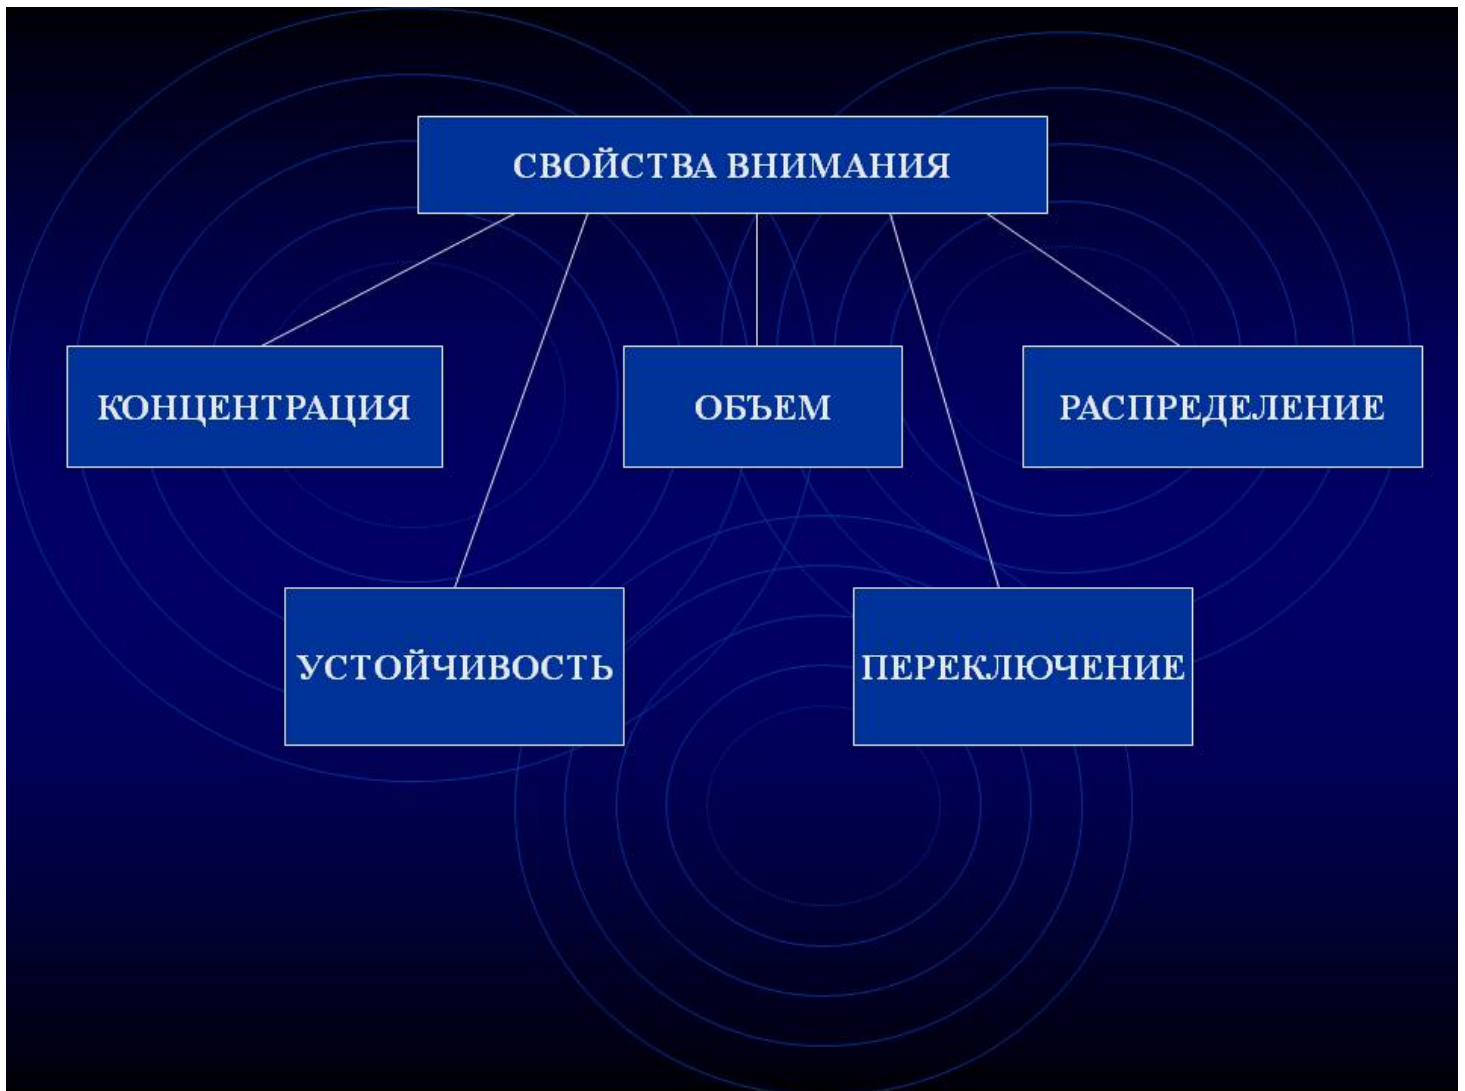 СВОЙСТВА ВНИМАНИЯ
КОНЦЕНТРАЦИЯ
ОБЪЕМ
РАСПРЕДЕЛЕНИЕ
УСТОЙЧИВОСТЬ
ПЕРЕКЛЮЧЕНИЕ